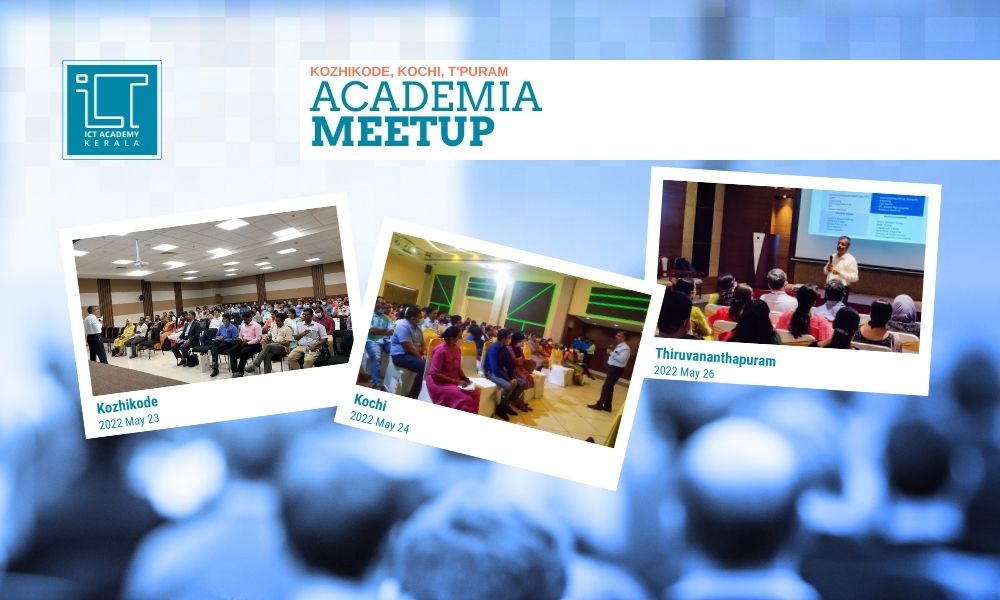 ICT
ICT ACADEMY
KERALA
KOZHIKODE, KOCHI, T'PURAM
ACADEMIA
MEETUP
Kozhikode
2022 May 23
Kochi
2022 May 24
Thiruvananthapuram
2022 May 26